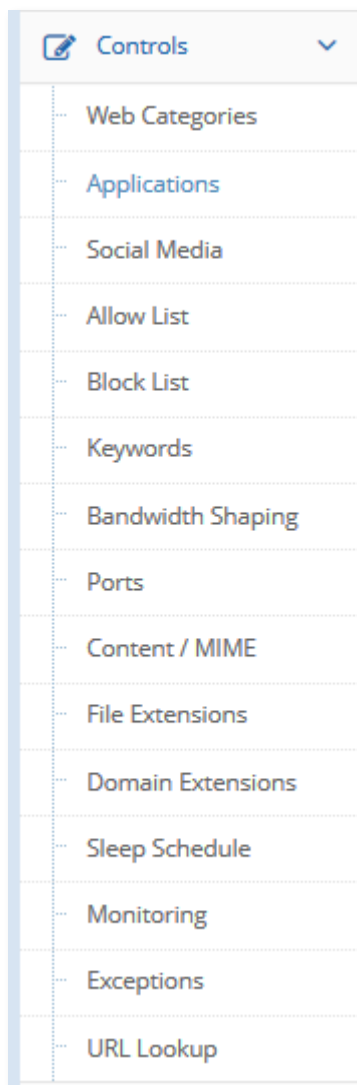 Controls
Web Categories
Applications
Social Media
Allow List
Block List
Keywords
Bandwidth Shaping
Ports
Content / MIME
File Extensions
Domain Extensions
Sleep Schedule
Monitoring
Exceptions
URL Lookup